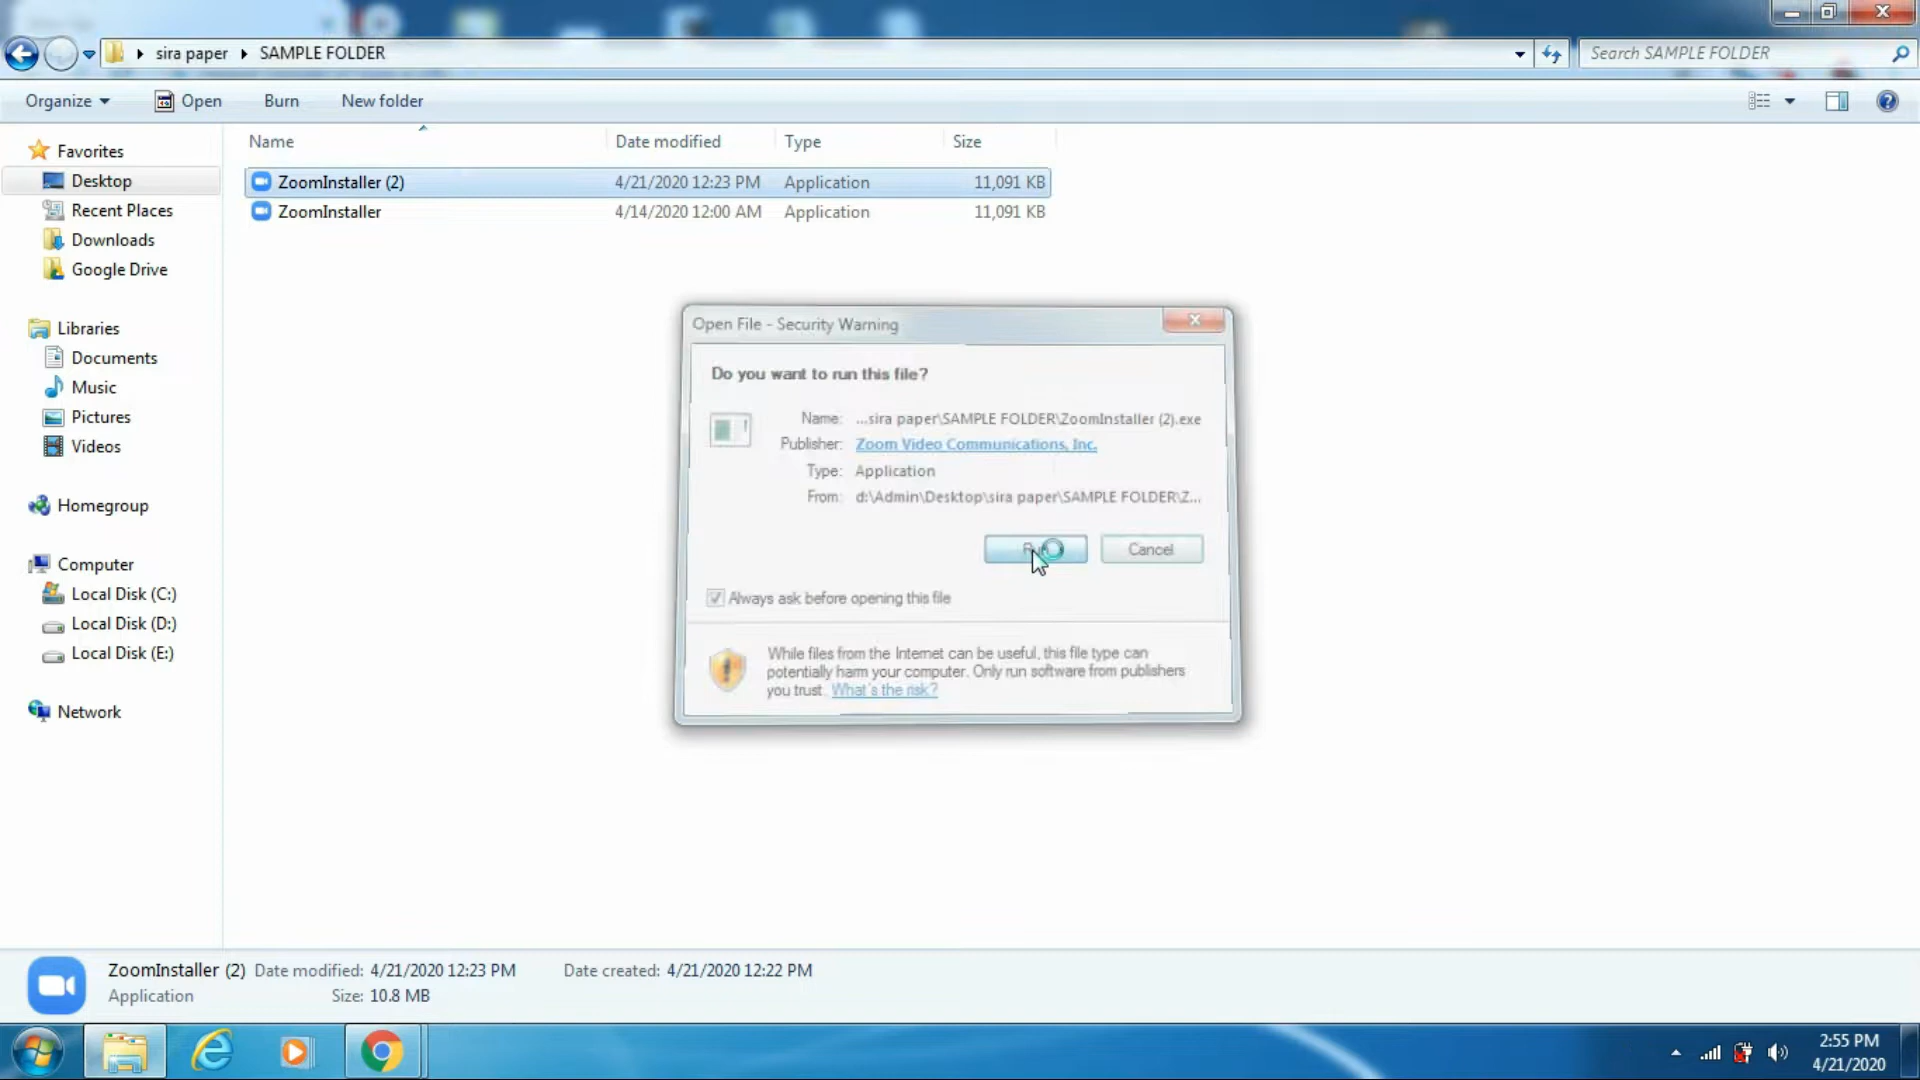 sira paper SAMPLE FOLDER
Search SAMPLE FOLDER
Organize Open Burn New folder
Name Date modified Type Size
Favorites
Desktop
Recent Places
Downloads
Google Drive
Libraries
Documents
Music
Pictures
Videos
Homegroup
Computer
Local Disk (C:)
Local Disk (D:)
Local Disk (E:)
Network
ZoomInstaller (2) 4/21/2020 12:23 PM Application 11,091 KB
ZoomInstaller 4/14/2020 12:00 AM Application 11,091 KB
Open File - Security Warning
Do you want to run this file?
Name: ...sira paper\SAMPLE FOLDER\ZoomInstaller (2).exe
Publisher: Zoom Video Communications, Inc.
Type: Application
From: d:\Admin\Desktop\sira paper\SAMPLE FOLDER\Z...
Cancel
Always ask before opening this file
While files from the Internet can be useful, this file type can
potentially harm your computer. Only run software from publishers
you trust. What's the risk?
ZoomInstaller (2) Date modified: 4/21/2020 12:23 PM Date created: 4/21/2020 12:22 PM
Application Size: 10.8 MB
2:55 PM
4/21/2020